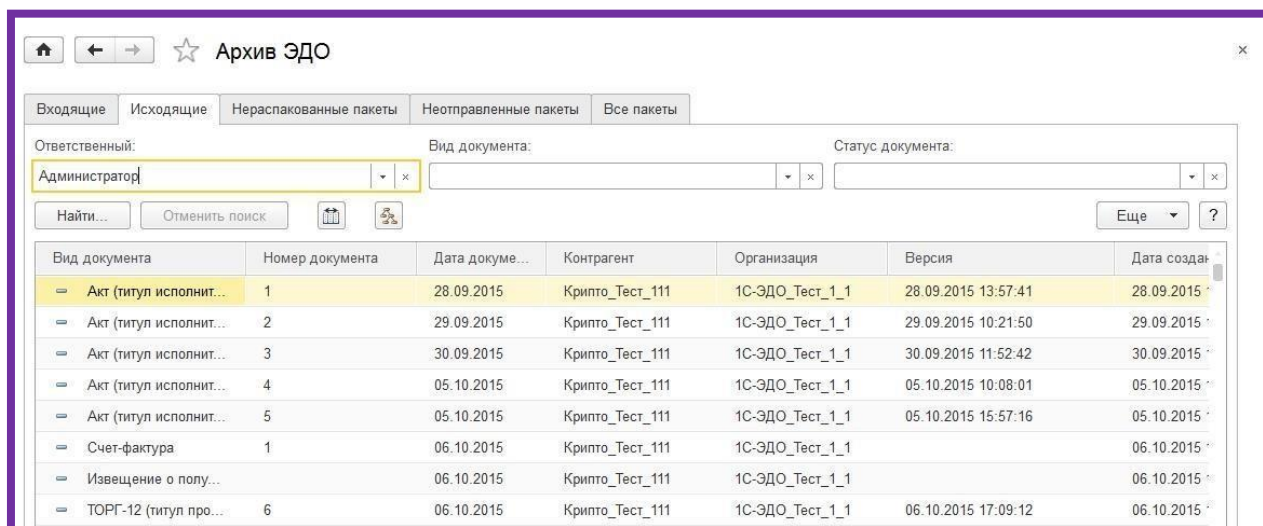 Архив ЭДО
Входящие Исходящие Нераспакованные пакеты Неотправленные пакеты Все пакеты
Ответственный: Вид документа: Статус документа:
Администратор
Найти... Отменить поиск Еще ?
Вид документа Номер документа Дата докуме... Контрагент Организация Версия Дата создан
Акт (титул исполнит... 1 28.09.2015 Крипто_Тест_111 1С-ЭДО_Тест_1_1 28.09.2015 13:57:41 28.09.2015 1
Акт (титул исполнит... 2 29.09.2015 Крипто_Тест_111 1С-ЭДО_Тест_1_1 29.09.2015 10:21:50 29.09.2015 1
Акт (титул исполнит... 3 30.09.2015 Крипто_Тест_111 1С-ЭДО_Тест_1_1 30.09.2015 11:52:42 30.09.2015 1
Акт (титул исполнит... 4 05.10.2015 Крипто_Тест_111 1С-ЭДО_Тест_1_1 05.10.2015 10:08:01 05.10.2015 1
Акт (титул исполнит... 5 05.10.2015 Крипто_Тест_111 1С-ЭДО_Тест_1_1 05.10.2015 15:57:16 05.10.2015 1
Счет-фактура 1 06.10.2015 Крипто_Тест_111 1С-ЭДО_Тест_1_1 06.10.2015 1
Извещение о полу... 06.10.2015 Крипто_Тест_111 1С-ЭДО_Тест_1_1 06.10.2015 1
ТОРГ-12 (титул про... 6 06.10.2015 Крипто_Тест_111 1С-ЭДО_Тест_1_1 06.10.2015 17:09:12 06.10.2015 1